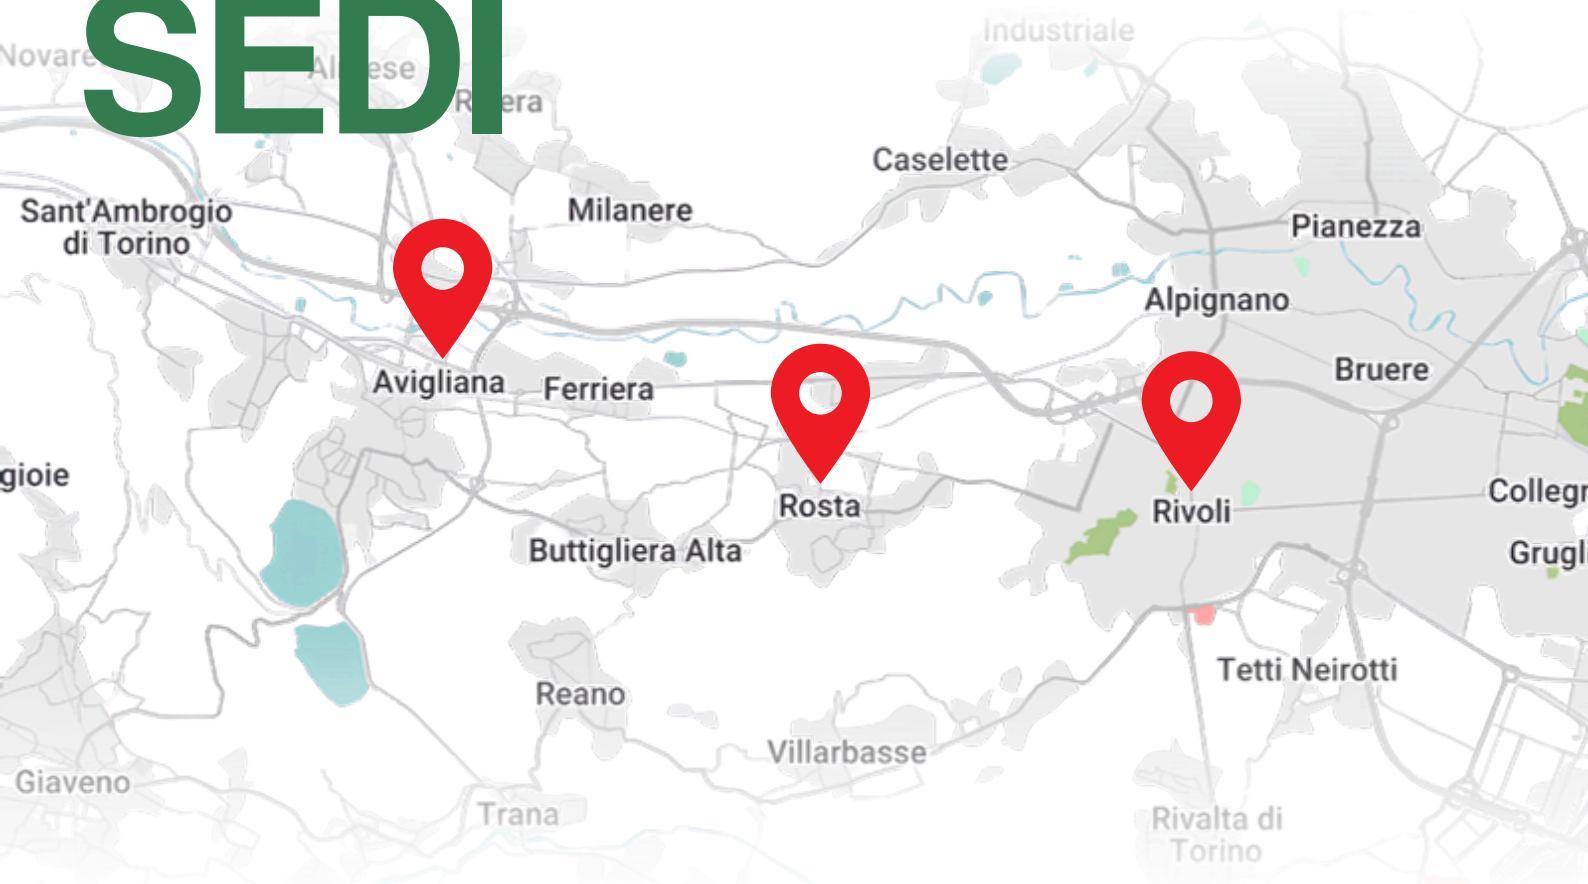 SEDI
Industriale
Caselette
Sant'Ambrogio
di Torino
Milanere
Pianezza
Alpignano
Bruere
Avigliana
Ferriera
gioie
Rosta
Rivoli
Buttigliera Alta
Tetti Neirotti
Reano
Villarbasse
Giaveno
Trana
Rivalta di
Torino